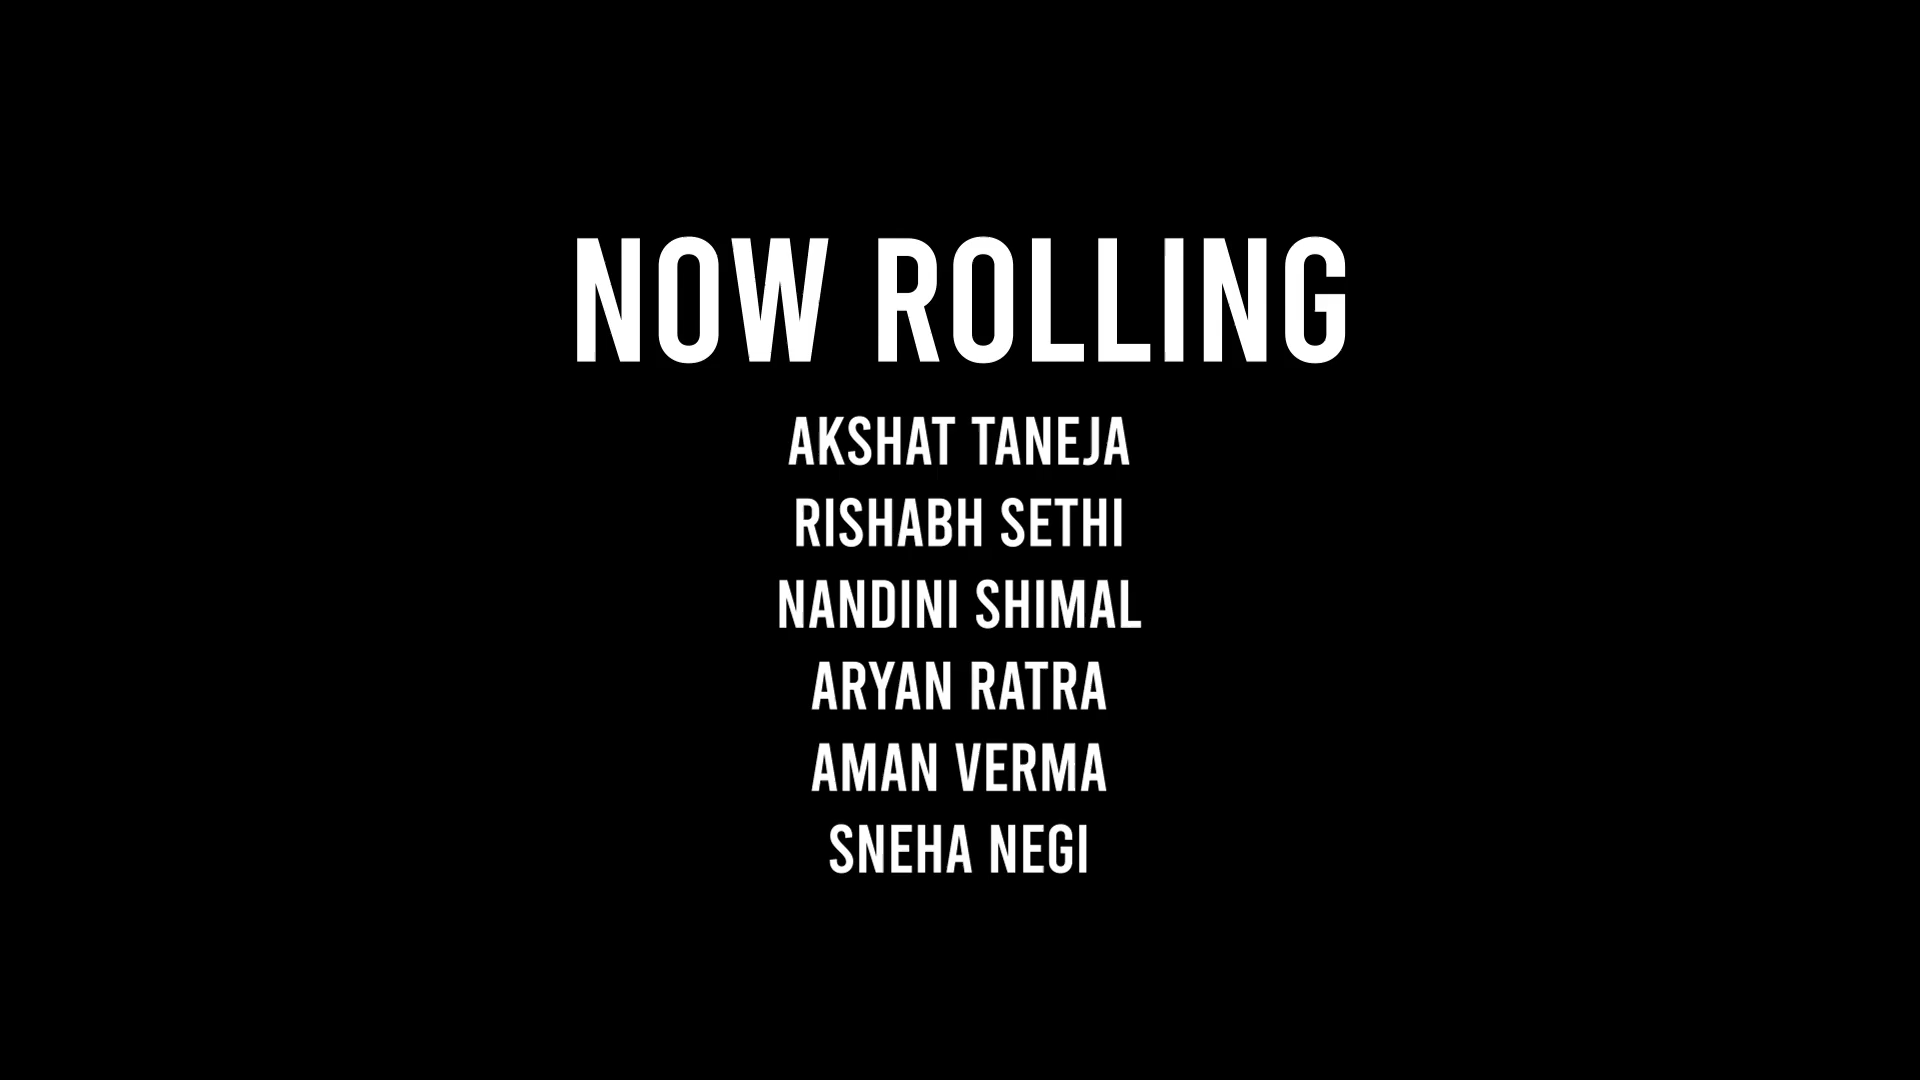 NOW ROLLING
AKSHAT TANEJA
RISHABH SETHI
NANDINI SHIMAL
ARYAN RATRA
AMAN VERMA
SNEHA NEGI